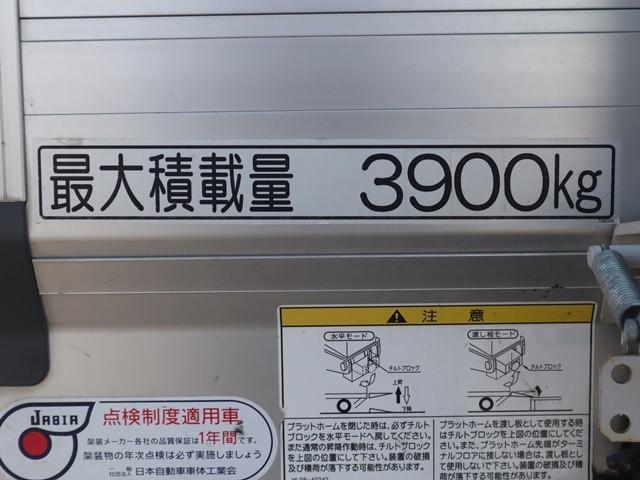 最大積載量 3900kg
⚠ 注意
水平モード
渡し板モード
チルトブロック
チルトブロック
上昇
下降
プラットホームを閉じた時は、必ずチルト
ブロックを水平モードへ戻してください。
また通常の昇降作動時は、チルトブロック
を上図の位置にしてください。装置の破損
及び積荷が落下する可能性があります。
プラットホームを渡し板として使用する時
はチルトブロックを上図の位置にしてくだ
さい。また、プラットホーム先端がターミ
ナルフロアに接しない場合は、渡し板とし
て使用しないで下さい。装置の破損及び積
荷が落下する可能性があります。
JABIA
点検制度適用車
架装メーカー各社の品質保証は1年間です
架装物の年次点検は必ず実施しましょう
一般社団法人 日本自動車車体工業会